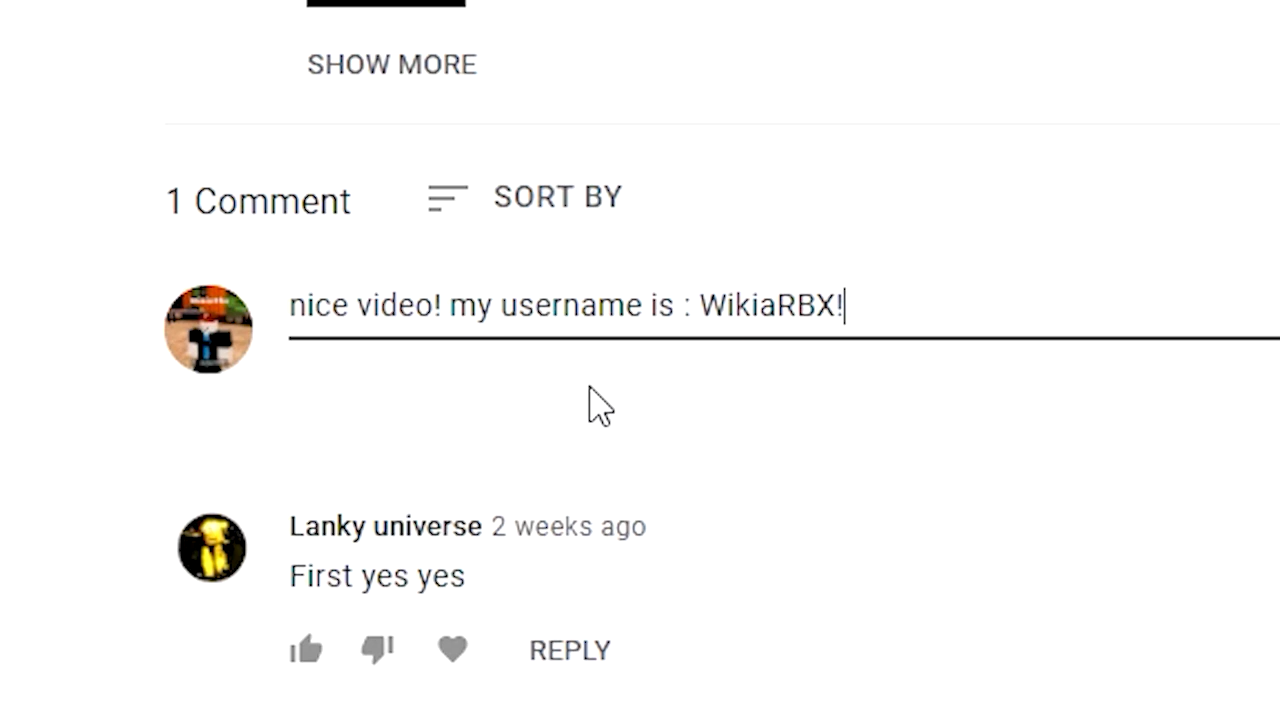 SHOW MORE
1 Comment
SORT BY
nice video! my username is : WikiaRBX!
Lanky universe 2 weeks ago
First yes yes
REPLY